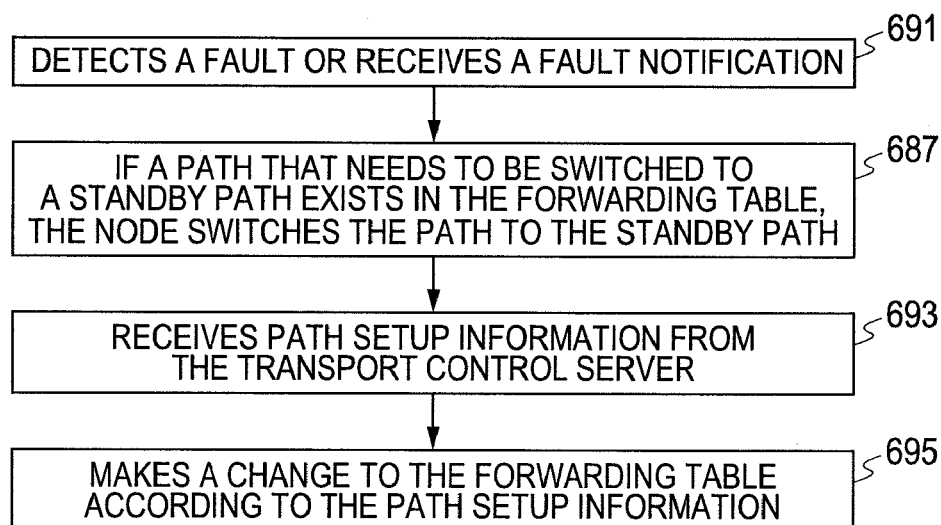 691
DETECTS A FAULT OR RECEIVES A FAULT NOTIFICATION
687
IF A PATH THAT NEEDS TO BE SWITCHED TO
A STANDBY PATH EXISTS IN THE FORWARDING TABLE,
THE NODE SWITCHES THE PATH TO THE STANDBY PATH
693
RECEIVES PATH SETUP INFORMATION FROM
THE TRANSPORT CONTROL SERVER
695
MAKES A CHANGE TO THE FORWARDING TABLE
ACCORDING TO THE PATH SETUP INFORMATION